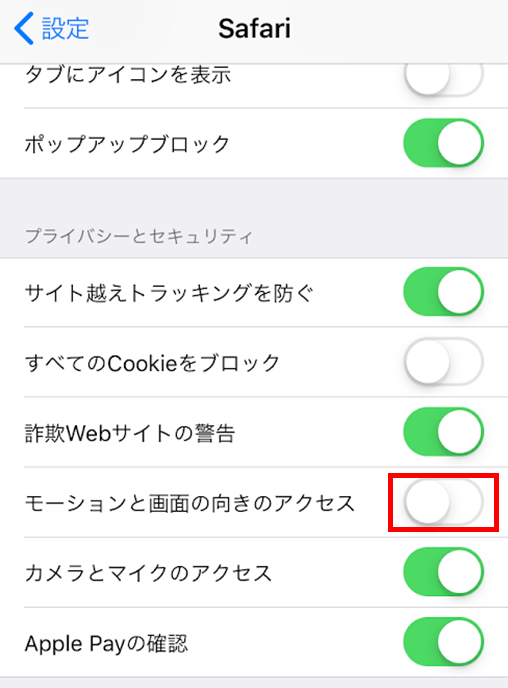 設定
Safari
タブにアイコンを表示
ポップアップブロック
プライバシーとセキュリティ
サイト越えトラッキングを防ぐ
すべてのCookieをブロック
詐欺Webサイトの警告
モーションと画面の向きのアクセス
カメラとマイクのアクセス
Apple Payの確認